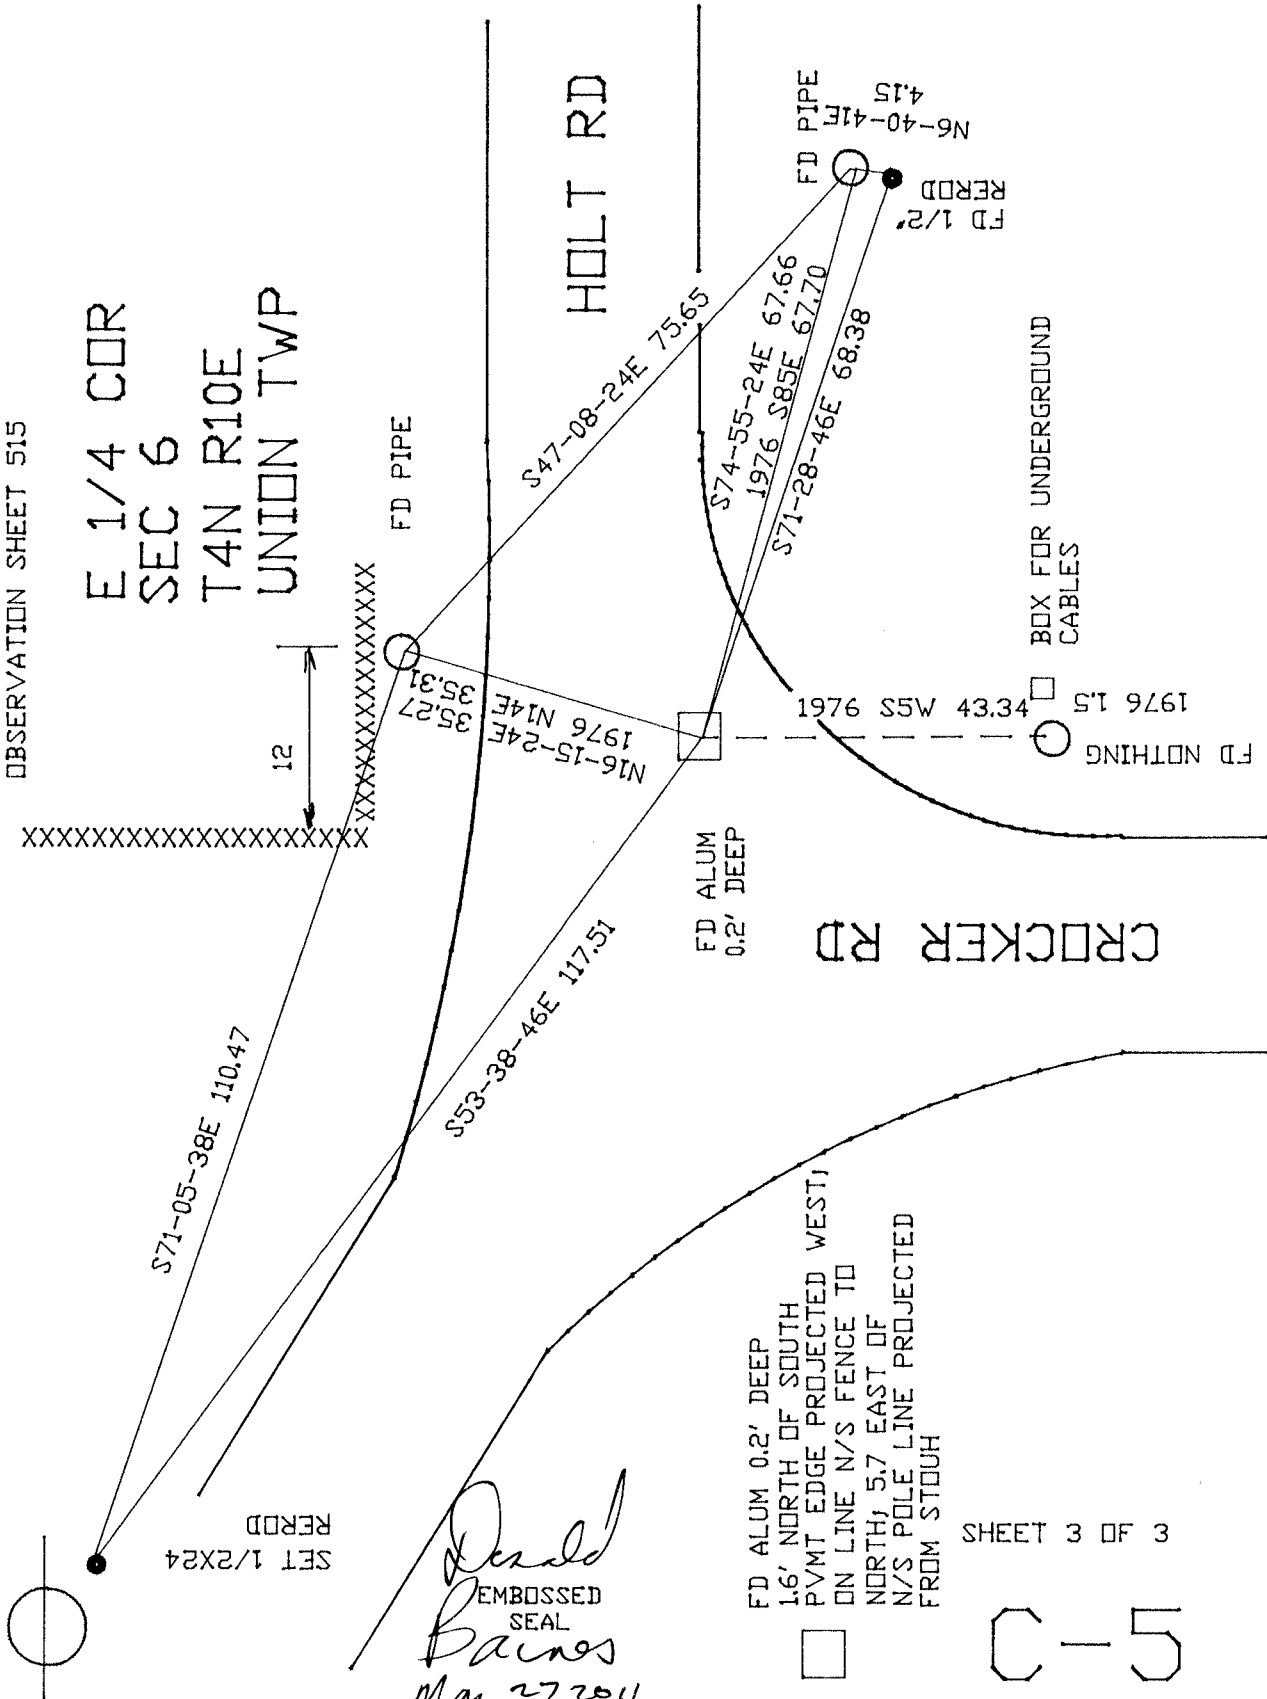 OBSERVATION SHEET 515
E 1/4 COR
SEC 6
T4N R10E
UNION TWP
12
FD PIPE
HOLT RD
FD PIPE
N6-40-41E
4.15
FD 1/2"
REROD
S47-08-24E 75.65
S74-55-24E 67.66
1976 S85E 67.70
S71-28-46E 68.38
N16-15-24E 35.27
1976 N14E 35.31
1976 S5W 43.34
BOX FOR UNDERGROUND
CABLES
1976 1.5
FD NOTHING
FD ALUM
0.2' DEEP
CROCKER RD
S71-05-38E 110.47
S53-38-46E 117.51
SET 1/2X24
REROD
Donald
EMBOSSED
SEAL
Baines
27 2011
FD ALUM 0.2' DEEP
1.6' NORTH OF SOUTH
PVMT EDGE PROJECTED WEST;
ON LINE N/S FENCE TO
NORTH; 5.7 EAST OF
N/S POLE LINE PROJECTED
FROM STOUH
SHEET 3 OF 3
C-5